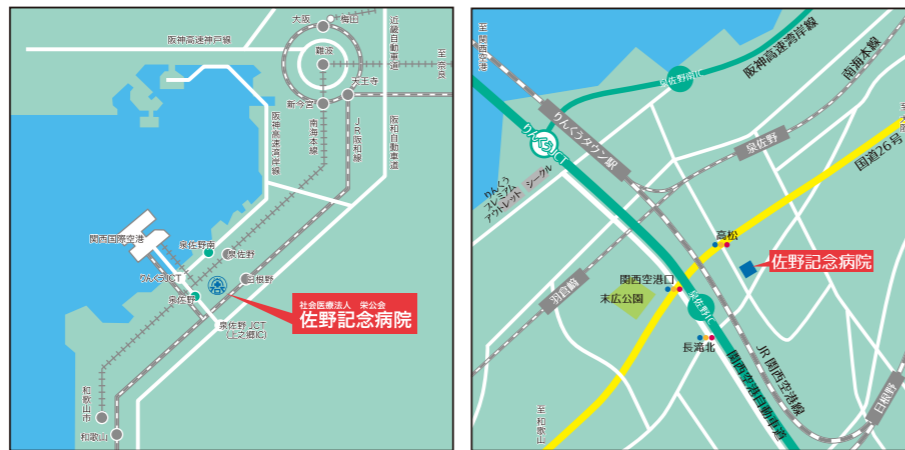 大阪
梅田
阪神高速神戸線
近畿自動車道
難波
至奈良
天王寺
新今宮
阪神高速湾岸線
南海本線
JR阪和線
阪和自動車道
関西国際空港
泉佐野南
泉佐野
りんくうJCT
日根野
泉佐野
社会医療法人 栄公会
佐野記念病院
泉佐野JCT
(上之郷IC)
和歌山市
和歌山
至関西空港
泉佐野南IC
阪神高速湾岸線
南海本線
りんくうJCT
りんくうタウン駅
泉佐野
至大阪
国道26号
りんくう
プレミアム
アウトレット
シークル
高松
佐野記念病院
関西空港口
羽倉崎
末広公園
泉佐野IC
長滝北
関西空港自動車道
JR関西空港線
日根野
至和歌山